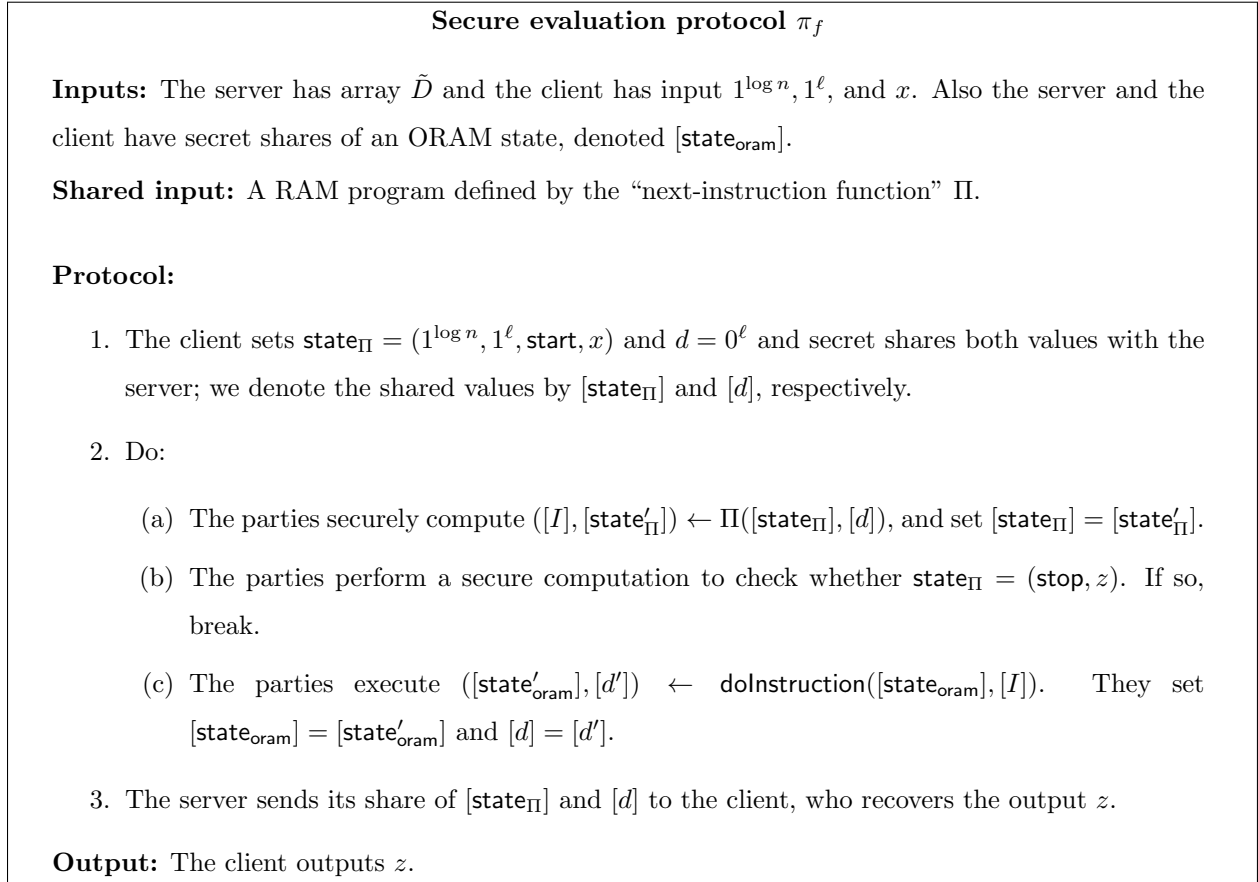 Secure evaluation protocol π_f
Inputs: The server has array D̃ and the client has input 1^{log n}, 1^ℓ, and x. Also the server and the
client have secret shares of an ORAM state, denoted [state_oram].
Shared input: A RAM program defined by the “next-instruction function” Π.
Protocol:
1. The client sets state_Π = (1^{log n}, 1^ℓ, start, x) and d = 0^ℓ and secret shares both values with the
server; we denote the shared values by [state_Π] and [d], respectively.
2. Do:
(a) The parties securely compute ([I], [state′_Π]) ← Π([state_Π], [d]), and set [state_Π] = [state′_Π].
(b) The parties perform a secure computation to check whether state_Π = (stop, z). If so,
break.
(c) The parties execute ([state′_oram], [d′]) ← doInstruction([state_oram], [I]). They set
[state_oram] = [state′_oram] and [d] = [d′].
3. The server sends its share of [state_Π] and [d] to the client, who recovers the output z.
Output: The client outputs z.